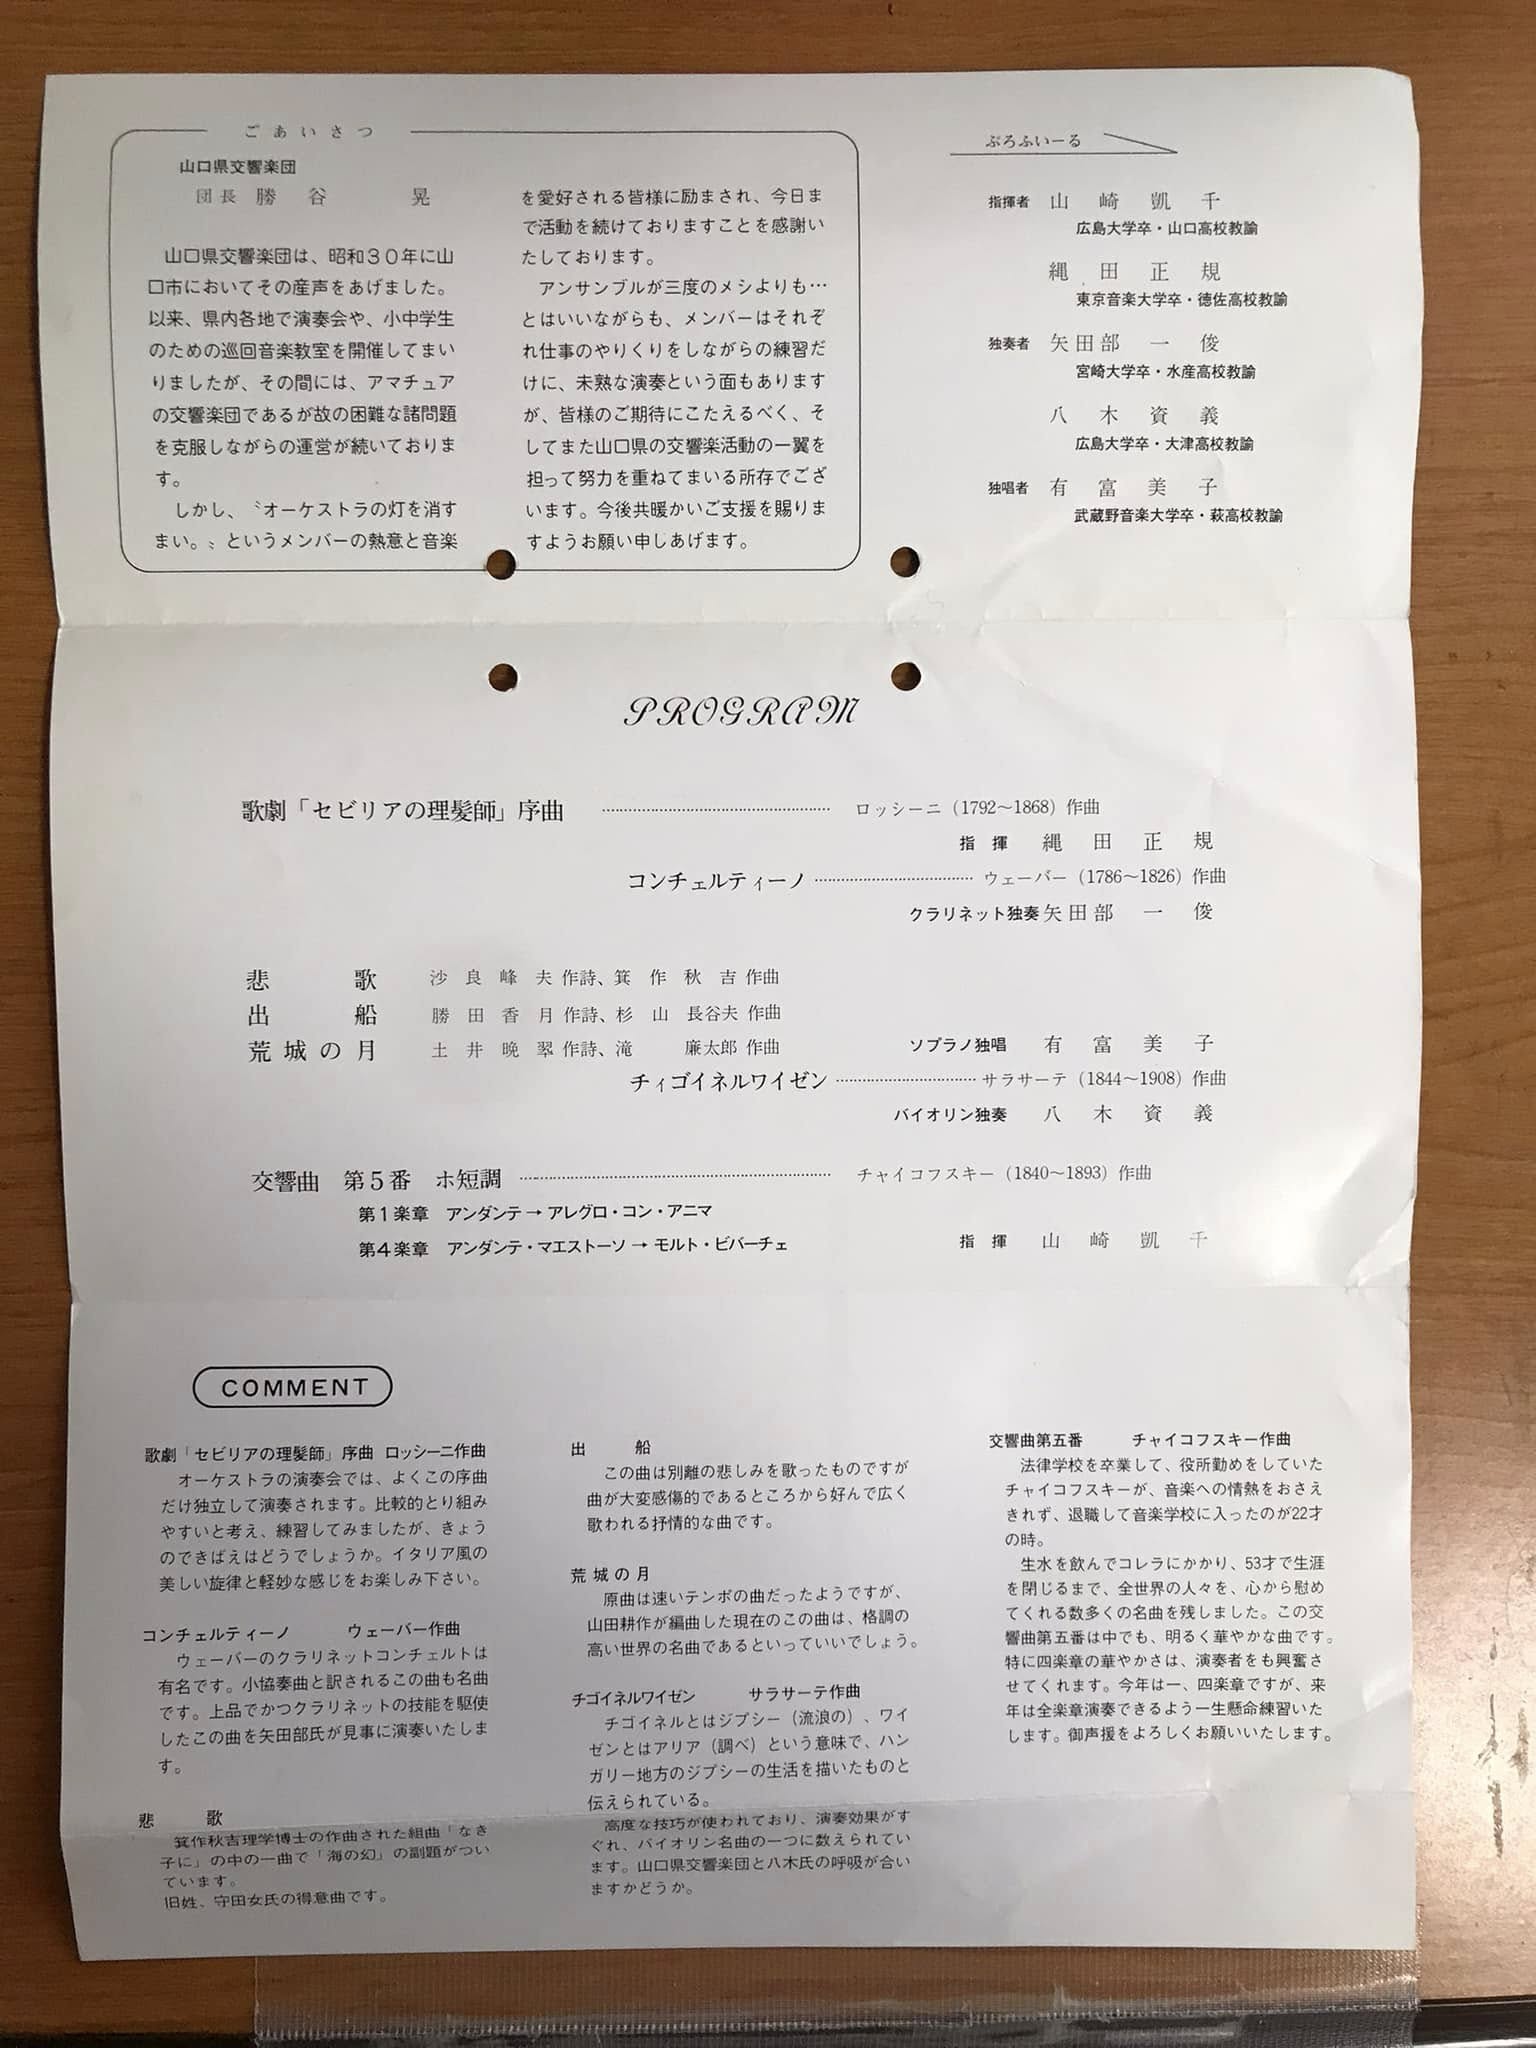 ごあいさつ
山口県交響楽団
団長 勝谷 晃
山口県交響楽団は、昭和30年に山
口市においてその産声をあげました。
以来、県内各地で演奏会や、小中学生
のための巡回音楽教室を開催してまい
りましたが、その間には、アマチュア
の交響楽団であるが故の困難な諸問題
を克服しながらの運営が続いておりま
す。
しかし、〝オーケストラの灯を消す
まい。〟というメンバーの熱意と音楽
を愛好される皆様に励まされ、今日ま
で活動を続けておりますことを感謝い
たしております。
アンサンブルが三度のメシよりも…
とはいいながらも、メンバーはそれぞ
れ仕事のやりくりをしながらの練習だ
けに、未熟な演奏という面もあります
が、皆様のご期待にこたえるべく、そ
してまた山口県の交響楽活動の一翼を
担って努力を重ねてまいる所存でござ
います。今後共暖かいご支援を賜りま
すようお願い申しあげます。
ぷろふいーる
指揮者 山崎凱千
広島大学卒・山口高校教諭
縄田正規
東京音楽大学卒・徳佐高校教諭
独奏者 矢田部一俊
宮崎大学卒・水産高校教諭
八木資義
広島大学卒・大津高校教諭
独唱者 有富美子
武蔵野音楽大学卒・萩高校教諭
PROGRAM
歌劇「セビリアの理髪師」序曲 ………… ロッシーニ（1792～1868）作曲
指揮 縄田正規
コンチェルティーノ ………… ウェーバー（1786～1826）作曲
クラリネット独奏 矢田部一俊
悲歌 沙良峰夫 作詩、箕作秋吉 作曲
出船 勝田香月 作詩、杉山長谷夫 作曲
荒城の月 土井晩翠 作詩、滝廉太郎 作曲 ソプラノ独唱 有富美子
チィゴイネルワイゼン ………… サラサーテ（1844～1908）作曲
バイオリン独奏 八木資義
交響曲 第5番 ホ短調 ………… チャイコフスキー（1840～1893）作曲
第1楽章 アンダンテ→アレグロ・コン・アニマ
第4楽章 アンダンテ・マエストーソ→モルト・ビバーチェ 指揮 山崎凱千
COMMENT
歌劇「セビリアの理髪師」序曲 ロッシーニ作曲
オーケストラの演奏会では、よくこの序曲
だけ独立して演奏されます。比較的とり組み
やすいと考え、練習してみましたが、きょう
のできばえはどうでしょうか。イタリア風の
美しい旋律と軽妙な感じをお楽しみ下さい。
コンチェルティーノ ウェーバー作曲
ウェーバーのクラリネットコンチェルトは
有名です。小協奏曲と訳されるこの曲も名曲
です。上品でかつクラリネットの技能を駆使
したこの曲を矢田部氏が見事に演奏いたしま
す。
悲歌
箕作秋吉理学博士の作曲された組曲「なき
子に」の中の一曲で「海の幻」の副題がつい
ています。
旧姓、守田女氏の得意曲です。
出船
この曲は別離の悲しみを歌ったものですが
曲が大変感傷的であるところから好んで広く
歌われる抒情的な曲です。
荒城の月
原曲は速いテンポの曲だったようですが、
山田耕作が編曲した現在のこの曲は、格調の
高い世界の名曲であるといっていいでしょう。
チゴイネルワイゼン サラサーテ作曲
チゴイネルとはジプシー（流浪の）、ワイ
ゼンとはアリア（調べ）という意味で、ハン
ガリー地方のジプシーの生活を描いたものと
伝えられている。
高度な技巧が使われており、演奏効果がす
ぐれ、バイオリン名曲の一つに数えられてい
ます。山口県交響楽団と八木氏の呼吸が合い
ますかどうか。
交響曲第五番 チャイコフスキー作曲
法律学校を卒業して、役所勤めをしていた
チャイコフスキーが、音楽への情熱をおさえ
きれず、退職して音楽学校に入ったのが22才
の時。
生水を飲んでコレラにかかり、53才で生涯
を閉じるまで、全世界の人々を、心から慰め
てくれる数多くの名曲を残しました。この交
響曲第五番は中でも、明るく華やかな曲です。
特に四楽章の華やかさは、演奏者をも興奮さ
せてくれます。今年は一、四楽章ですが、来
年は全楽章演奏できるよう一生懸命練習いた
します。御声援をよろしくお願いいたします。